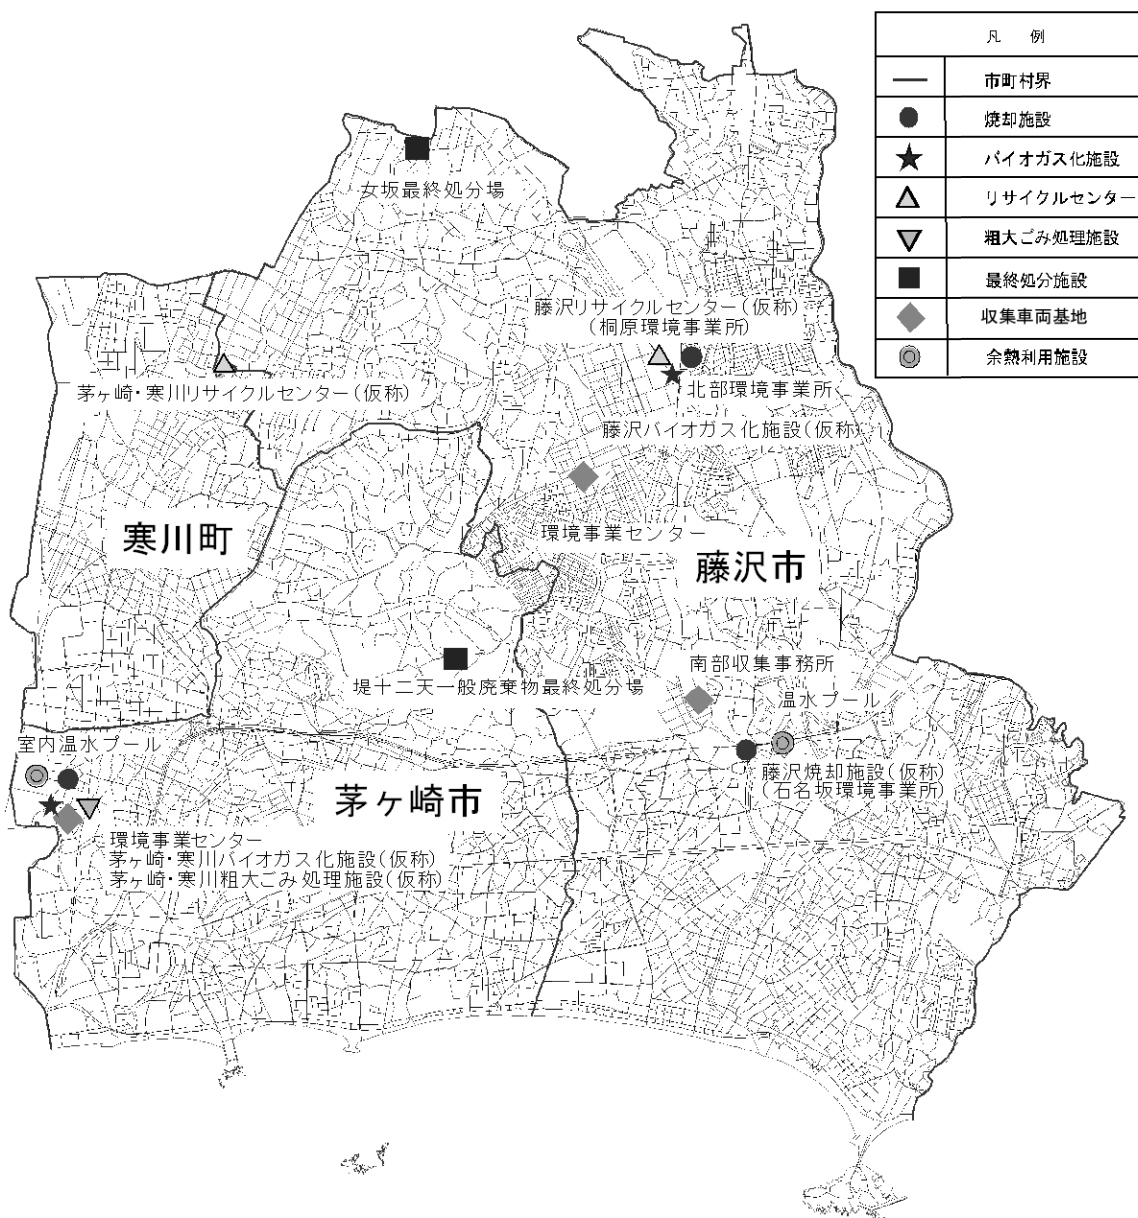 凡 例
市町村界
焼却施設
バイオガス化施設
リサイクルセンター
粗大ごみ処理施設
最終処分施設
収集車両基地
余熱利用施設
女坂最終処分場
藤沢リサイクルセンター(仮称)
(桐原環境事業所)
茅ヶ崎・寒川リサイクルセンター(仮称)
北部環境事業所
藤沢バイオガス化施設(仮称)
寒川町
環境事業センター
藤沢市
南部収集事務所
堤十二天一般廃棄物最終処分場
温水プール
室内温水プール
藤沢焼却施設(仮称)
(石名坂環境事業所)
茅ヶ崎市
環境事業センター
茅ヶ崎・寒川バイオガス化施設(仮称)
茅ヶ崎・寒川粗大ごみ処理施設(仮称)